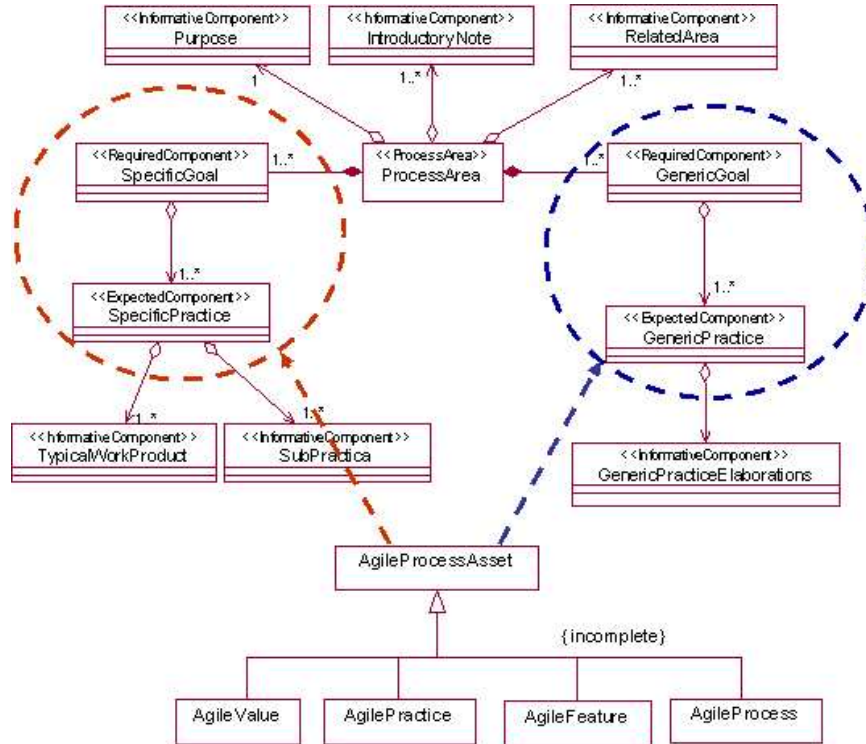 <<InformativeComponent>>
Purpose
<<InformativeComponent>>
IntroductoryNote
<<InformativeComponent>>
RelatedArea
1
1..*
1..*
<<RequiredComponent>>
SpecificGoal
1..*
<<ProcessArea>>
ProcessArea
1..*
<<RequiredComponent>>
GenericGoal
1..*
1..*
<<ExpectedComponent>>
SpecificPractice
<<ExpectedComponent>>
GenericPractice
1..*
1..*
<<InformativeComponent>>
TypicalWorkProduct
<<InformativeComponent>>
SubPractica
<<InformativeComponent>>
GenericPracticeElaborations
AgileProcessAsset
{incomplete}
AgileValue
AgilePractice
AgileFeature
AgileProcess